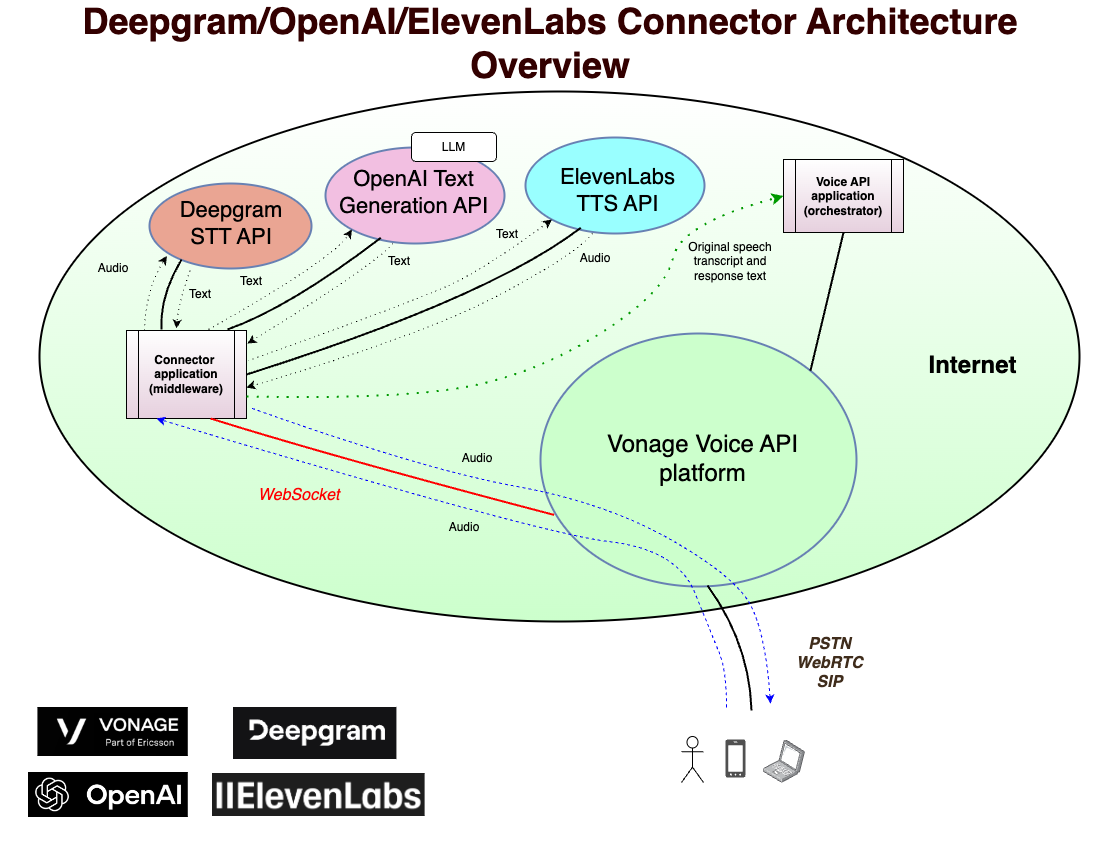 Deepgram/OpenAI/ElevenLabs Connector Architecture
Overview
LLM
OpenAI Text
Generation API
ElevenLabs
TTS API
Voice API
application
(orchestrator)
Deepgram
STT API
Audio
Text
Text
Text
Text
Audio
Original speech
transcript and
response text
Connector
application
(middleware)
Internet
Vonage Voice API
platform
Audio
WebSocket
Audio
PSTN
WebRTC
SIP
VONAGE
Part of Ericsson
Deepgram
OpenAI
IIElevenLabs